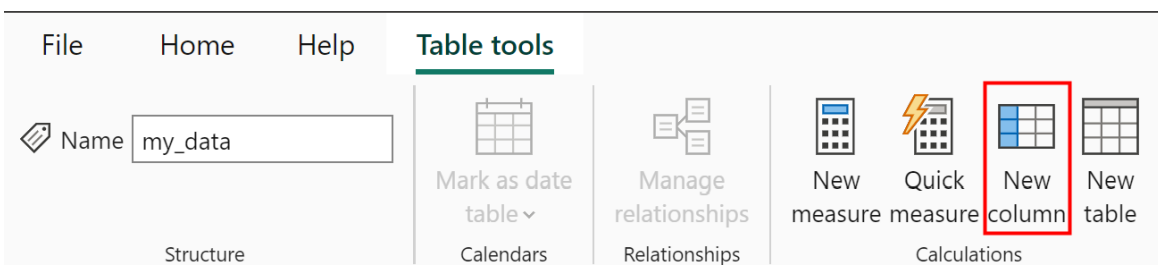 File Home Help Table tools
Name my_data
Mark as date
table
Manage
relationships
New
measure
Quick
measure
New
column
New
table
Structure Calendars Relationships Calculations